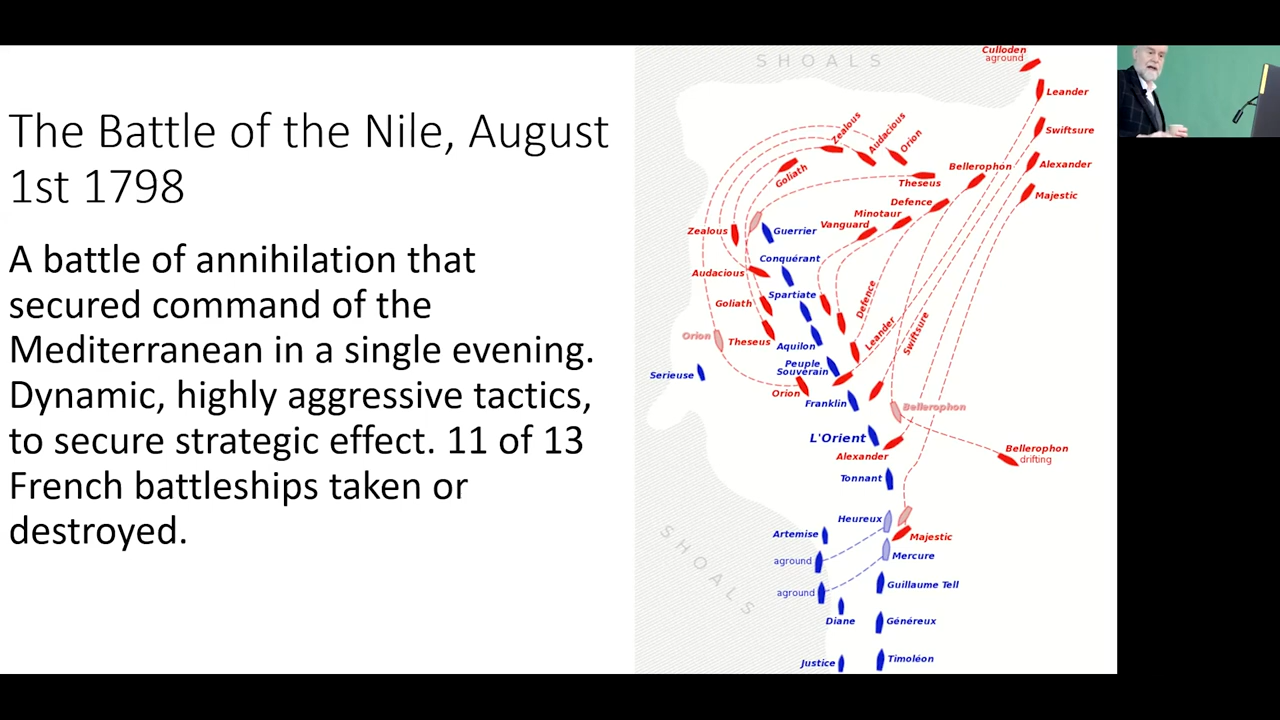 The Battle of the Nile, August
1st 1798
A battle of annihilation that
secured command of the
Mediterranean in a single evening.
Dynamic, highly aggressive tactics,
to secure strategic effect. 11 of 13
French battleships taken or
destroyed.
SHOALS
Culloden
aground
Leander
Zealous
Audacious
Orion
Swiftsure
Goliath
Bellerophon
Alexander
Theseus
Majestic
Defence
Minotaur
Vanguard
Zealous
Guerrier
Conquérant
Audacious
Spartiate
Defence
Goliath
Orion
Theseus
Aquilon
Leander
Swiftsure
Peuple
Souverain
Serieuse
Orion
Franklin
Bellerophon
L'Orient
Alexander
Bellerophon
drifting
Tonnant
Heureux
Artemise
Majestic
aground
Mercure
SHOALS
aground
Guillaume Tell
Diane
Généreux
Justice
Timoléon